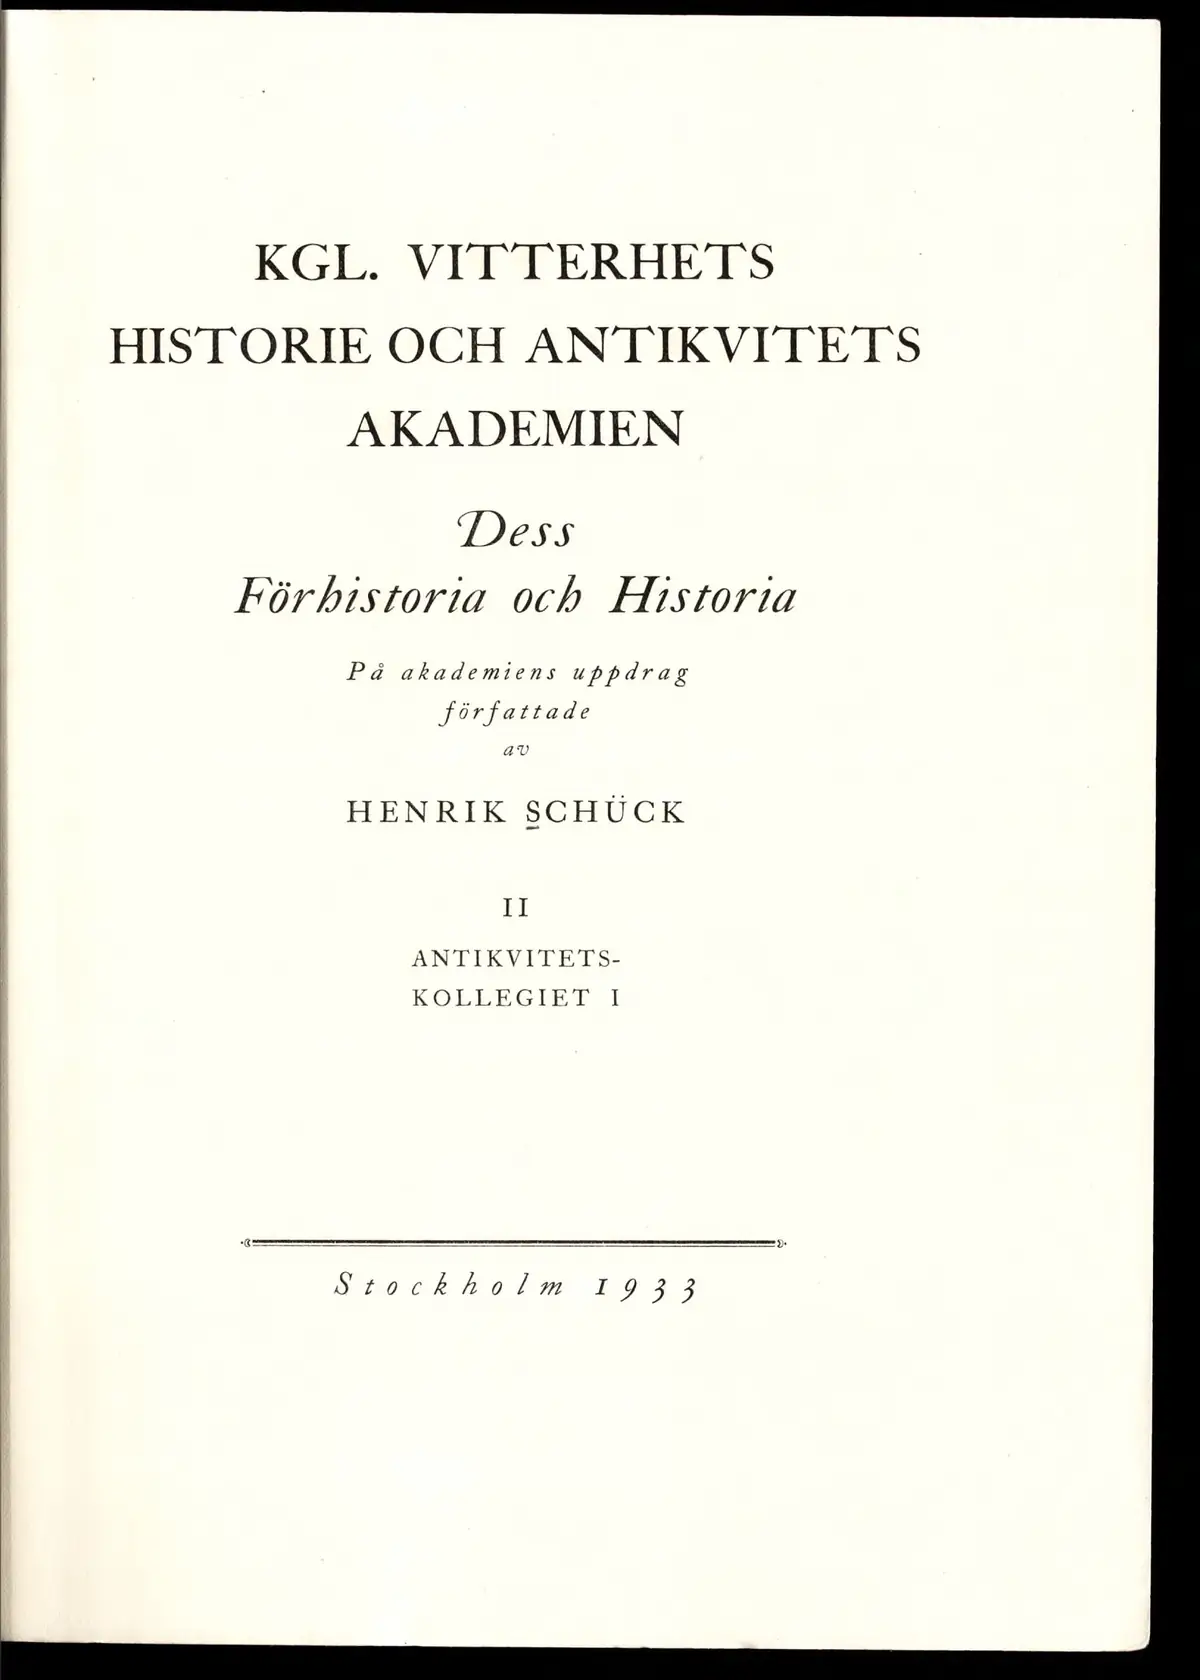 KGL. VITTERHETS
HISTORIE OCH ANTIKVITETS
AKADEMIEN
Dess
Förhistoria och Historia
På akademiens uppdrag
författade
av
HENRIK SCHÜCK
II
ANTIKVITETS-
KOLLEGIET I
Stockholm 1933